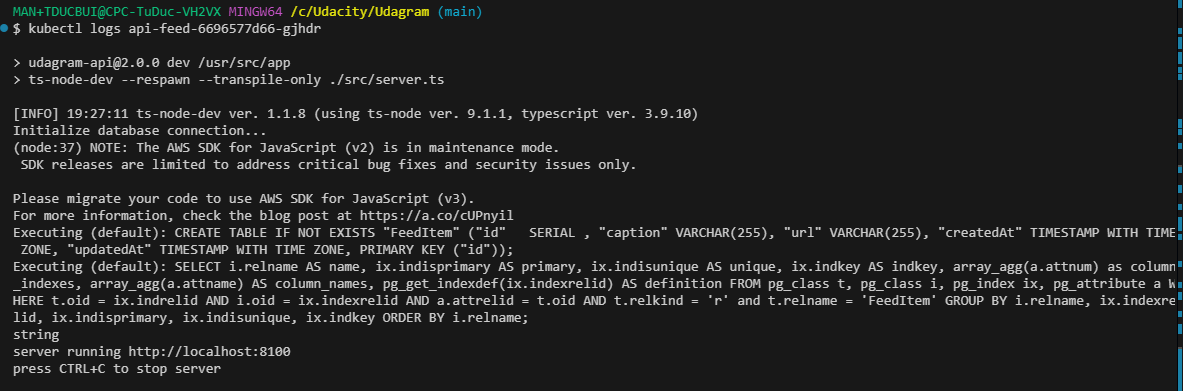 MAN+TDUCBUI@CPC-TuDuc-VH2VX MINGW64 /c/Udacity/Udagram (main)
$ kubectl logs api-feed-6696577d66-gjhdr
> udagram-api@2.0.0 dev /usr/src/app
> ts-node-dev --respawn --transpile-only ./src/server.ts
[INFO] 19:27:11 ts-node-dev ver. 1.1.8 (using ts-node ver. 9.1.1, typescript ver. 3.9.10)
Initialize database connection...
(node:37) NOTE: The AWS SDK for JavaScript (v2) is in maintenance mode.
 SDK releases are limited to address critical bug fixes and security issues only.
Please migrate your code to use AWS SDK for JavaScript (v3).
For more information, check the blog post at https://a.co/cUPnyil
Executing (default): CREATE TABLE IF NOT EXISTS "FeedItem" ("id"   SERIAL , "caption" VARCHAR(255), "url" VARCHAR(255), "createdAt" TIMESTAMP WITH TIME
 ZONE, "updatedAt" TIMESTAMP WITH TIME ZONE, PRIMARY KEY ("id"));
Executing (default): SELECT i.relname AS name, ix.indisprimary AS primary, ix.indisunique AS unique, ix.indkey AS indkey, array_agg(a.attnum) as column
_indexes, array_agg(a.attname) AS column_names, pg_get_indexdef(ix.indexrelid) AS definition FROM pg_class t, pg_class i, pg_index ix, pg_attribute a W
HERE t.oid = ix.indrelid AND i.oid = ix.indexrelid AND a.attrelid = t.oid AND t.relkind = 'r' and t.relname = 'FeedItem' GROUP BY i.relname, ix.indexre
lid, ix.indisprimary, ix.indisunique, ix.indkey ORDER BY i.relname;
string
server running http://localhost:8100
press CTRL+C to stop server